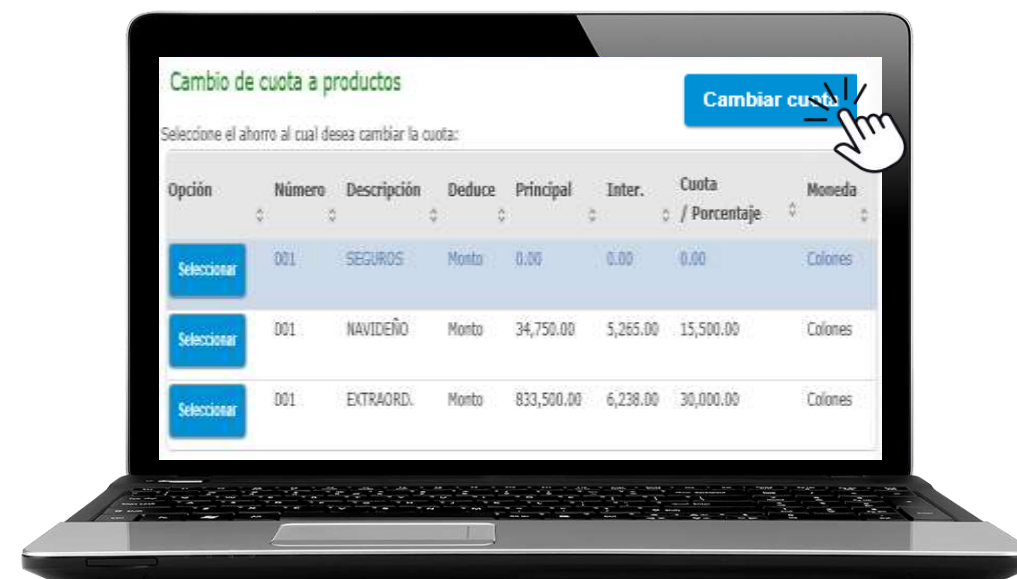 Cambio de cuota a productos
Cambiar cuota
Seleccione el ahorro al cual desea cambiar la cuota:
Opción Número Descripción Deduce Principal Inter. Cuota / Porcentaje Moneda
Seleccionar 001 SEGUROS Monto 0.00 0.00 0.00 Colones
Seleccionar 001 NAVIDEÑO Monto 34,750.00 5,265.00 15,500.00 Colones
Seleccionar 001 EXTRAORD. Monto 833,500.00 6,238.00 30,000.00 Colones